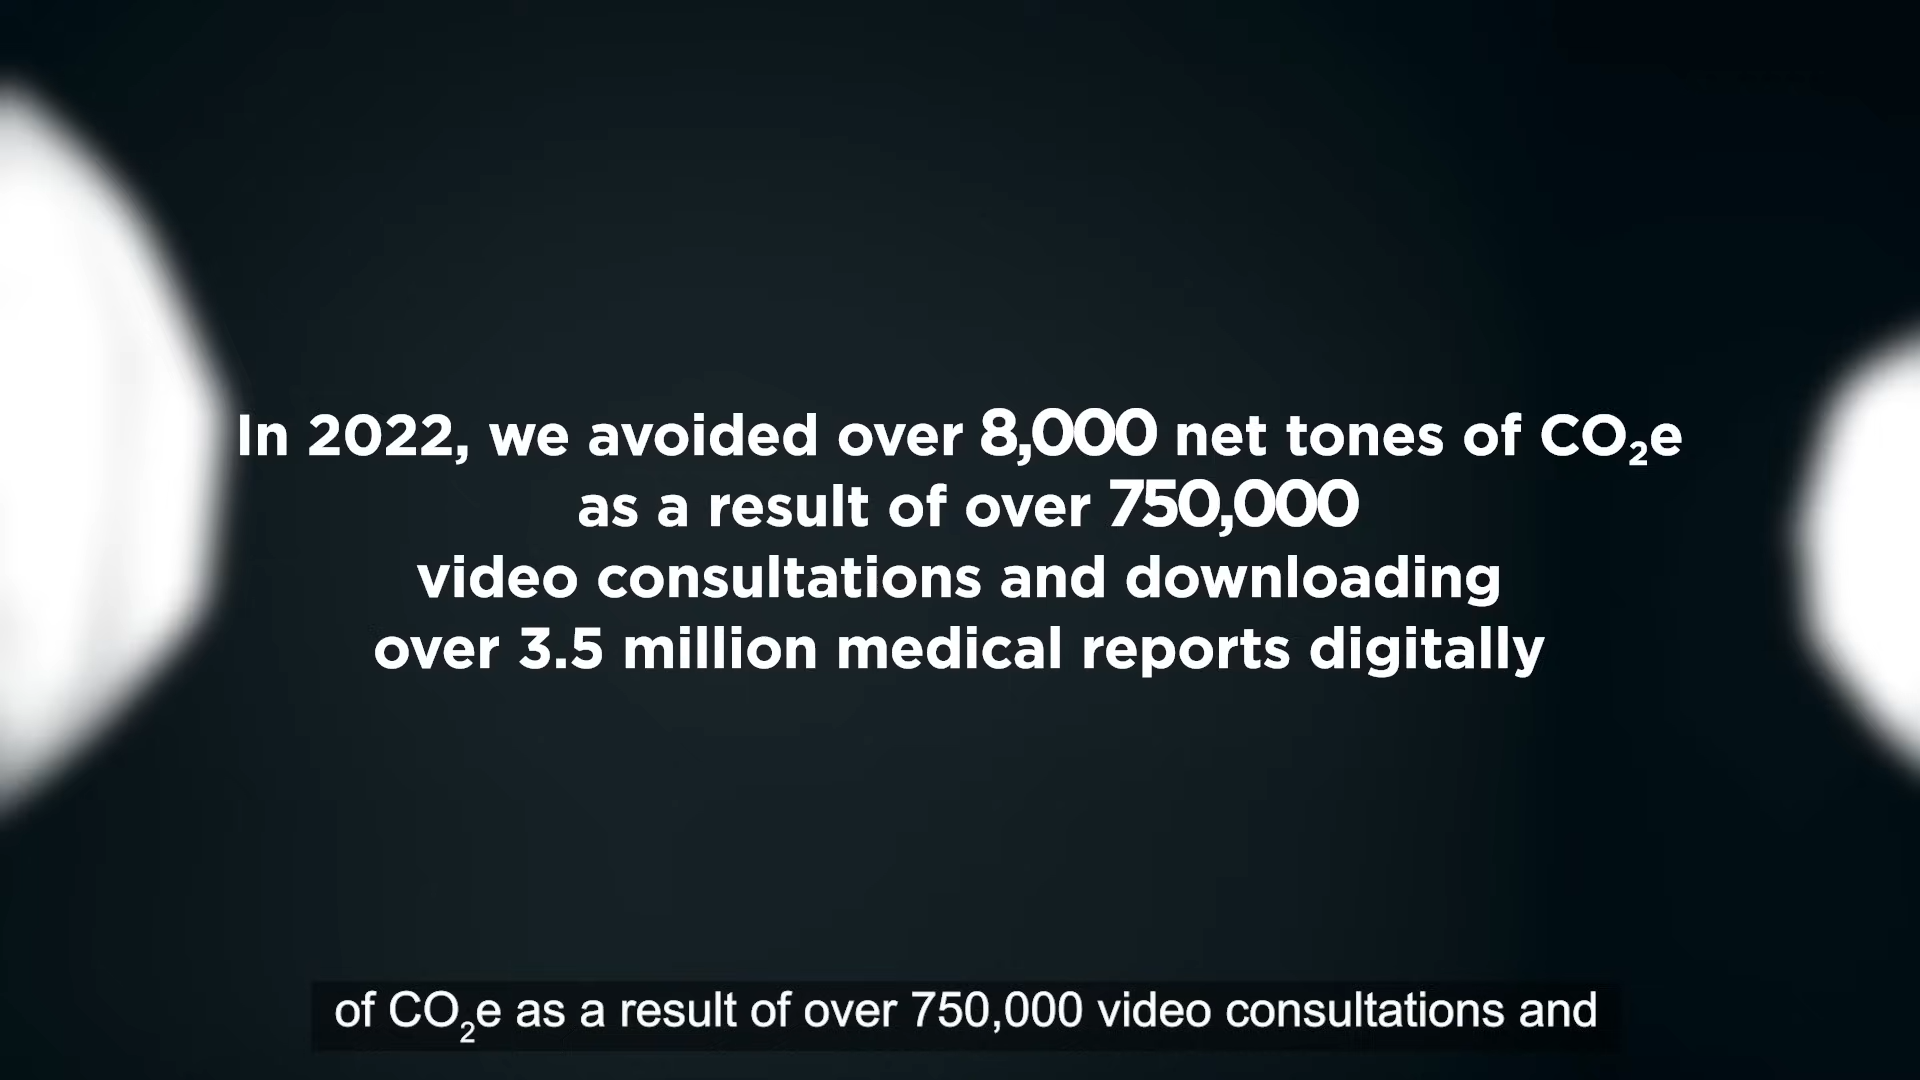 In 2022, we avoided over 8,000 net tones of CO₂e
as a result of over 750,000
video consultations and downloading
over 3.5 million medical reports digitally
of CO₂e as a result of over 750,000 video consultations and